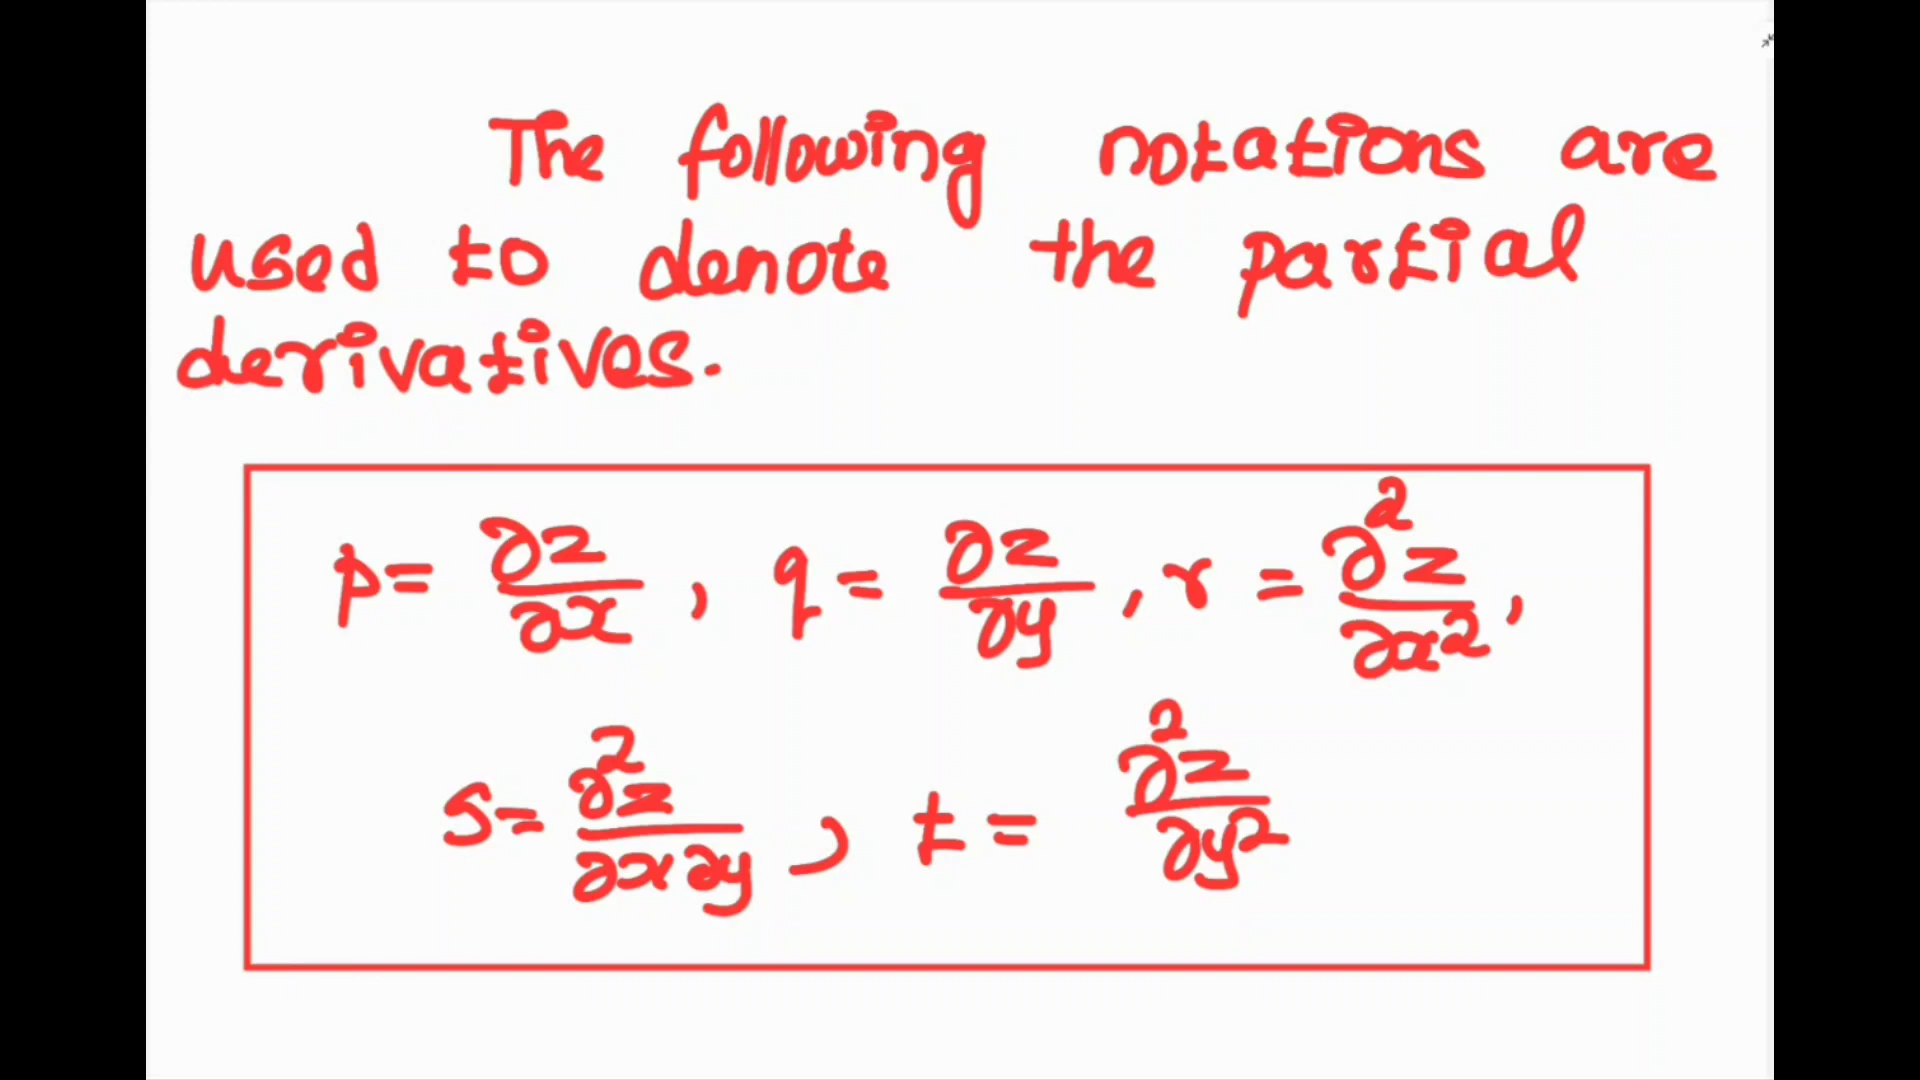 The following notations are
used to denote the partial
derivatives.
p = ∂z/∂x , q = ∂z/∂y , r = ∂²z/∂x² ,
s = ∂²z/∂x∂y , t = ∂²z/∂y²